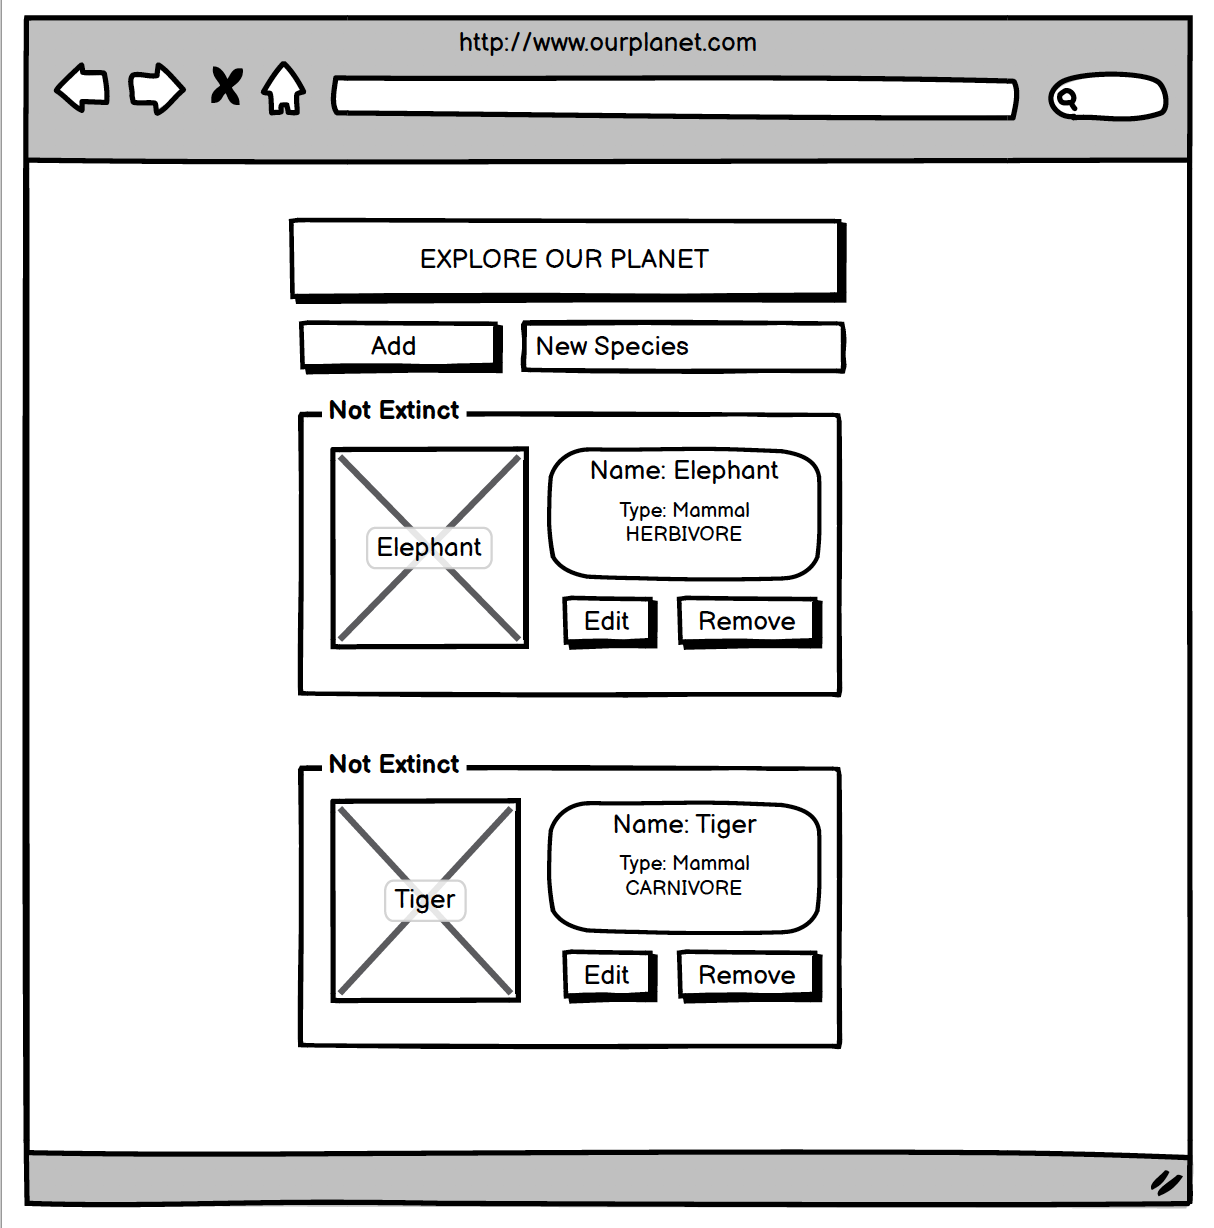 http://www.ourplanet.com
EXPLORE OUR PLANET
Add
New Species
Not Extinct
Elephant
Name: Elephant
Type: Mammal
HERBIVORE
Edit
Remove
Not Extinct
Tiger
Name: Tiger
Type: Mammal
CARNIVORE
Edit
Remove